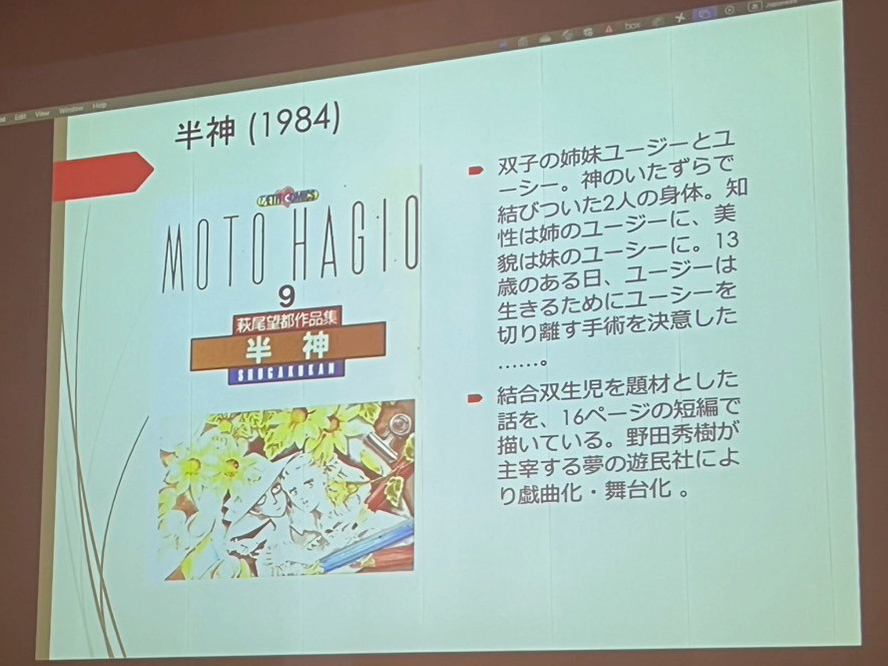 Edit View Window Help
box
半神 (1984)
PETIT COMICS
MOTO HAGIO
9
萩尾望都作品集
半神
SHOGAKUKAN
双子の姉妹ユージーとユ
ーシー。神のいたずらで
結びついた2人の身体。知
性は姉のユージーに、美
貌は妹のユーシーに。13
歳のある日、ユージーは
生きるためにユーシーを
切り離す手術を決意した
……。
結合双生児を題材とした
話を、16ページの短編で
描いている。野田秀樹が
主宰する夢の遊民社によ
り戯曲化・舞台化 。